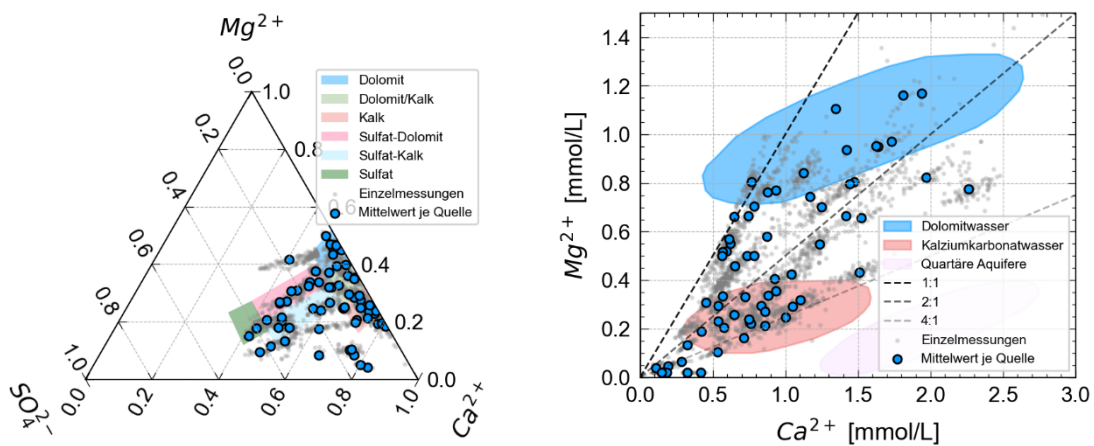 Mg²⁺
0.0
1.0
0.2
0.8
0.4
0.6
0.6
0.4
0.8
0.2
1.0
0.0
0.0
0.2
0.4
0.6
0.8
1.0
SO₄²⁻
Ca²⁺
Dolomit
Dolomit/Kalk
Kalk
Sulfat-Dolomit
Sulfat-Kalk
Sulfat
Einzelmessungen
Mittelwert je Quelle
Mg²⁺ [mmol/L]
1.4
1.2
1.0
0.8
0.6
0.4
0.2
0.0
0.0
0.5
1.0
1.5
2.0
2.5
3.0
Ca²⁺ [mmol/L]
Dolomitwasser
Kalziumkarbonatwasser
Quartäre Aquifere
1:1
2:1
4:1
Einzelmessungen
Mittelwert je Quelle